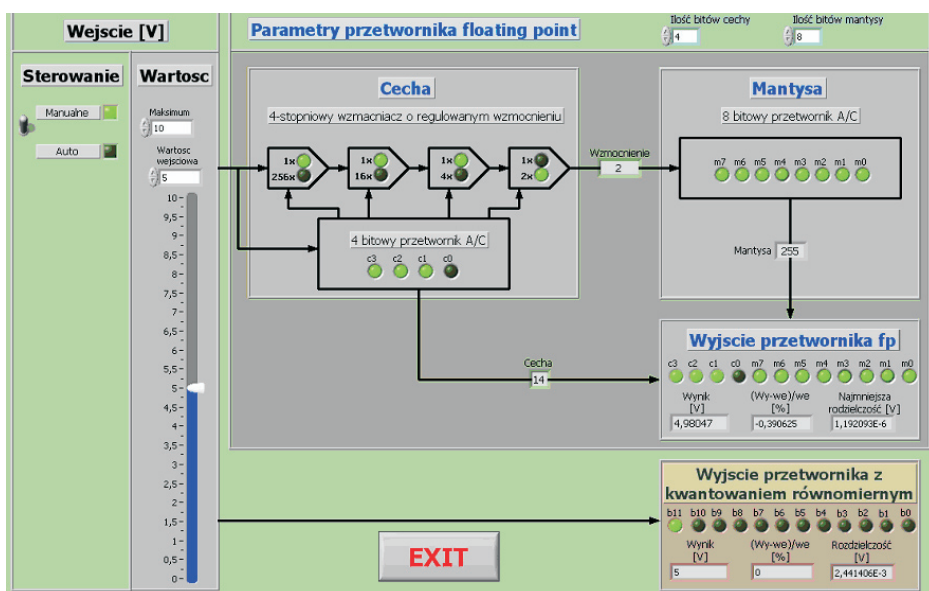 Wejscie [V]
Parametry przetwornika floating point
Ilość bitów cechy
4
Ilość bitów mantysy
8
Sterowanie
Manualne
Auto
Wartosc
Maksimum
10
Wartosc
wejsciowa
5
10
9,5
9
8,5
8
7,5
7
6,5
6
5,5
5
4,5
4
3,5
3
2,5
2
1,5
1
0,5
0
Cecha
4-stopniowy wzmacniacz o regulowanym wzmocnieniu
1x
256x
1x
16x
1x
4x
1x
2x
4 bitowy przetwornik A/C
c3 c2 c1 c0
Wzmocnienie
2
Mantysa
8 bitowy przetwornik A/C
m7 m6 m5 m4 m3 m2 m1 m0
Mantysa 255
Cecha
14
Wyjscie przetwornika fp
c3 c2 c1 c0 m7 m6 m5 m4 m3 m2 m1 m0
Wynik
[V]
4,98047
(Wy-we)/we
[%]
-0,390625
Najmniejsza
rodzielczość [V]
1,192093E-6
Wyjscie przetwornika z
kwantowaniem równomiernym
b11 b10 b9 b8 b7 b6 b5 b4 b3 b2 b1 b0
Wynik
[V]
5
(Wy-we)/we
[%]
0
Rozdzielczość
[V]
2,441406E-3
EXIT